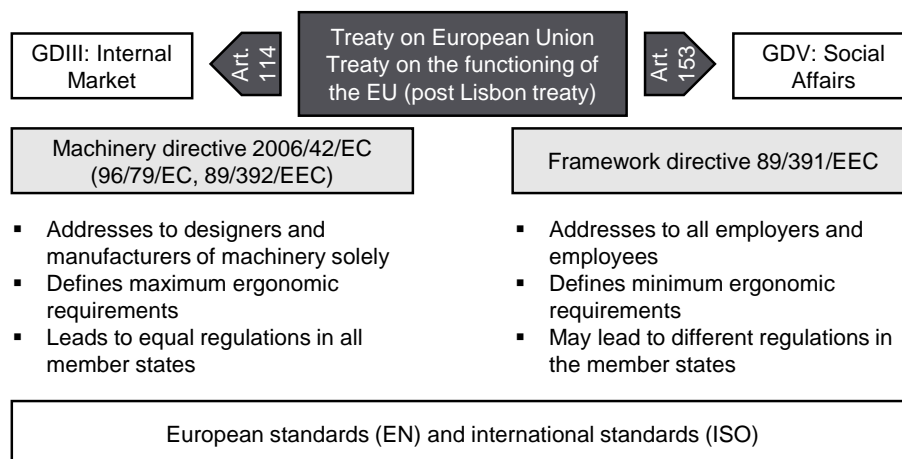 GDIII: Internal
Market
Art.
114
Treaty on European Union
Treaty on the functioning of
the EU (post Lisbon treaty)
Art.
153
GDV: Social
Affairs
Machinery directive 2006/42/EC
(96/79/EC, 89/392/EEC)
▪ Addresses to designers and
manufacturers of machinery solely
▪ Defines maximum ergonomic
requirements
▪ Leads to equal regulations in all
member states
Framework directive 89/391/EEC
▪ Addresses to all employers and
employees
▪ Defines minimum ergonomic
requirements
▪ May lead to different regulations in
the member states
European standards (EN) and international standards (ISO)